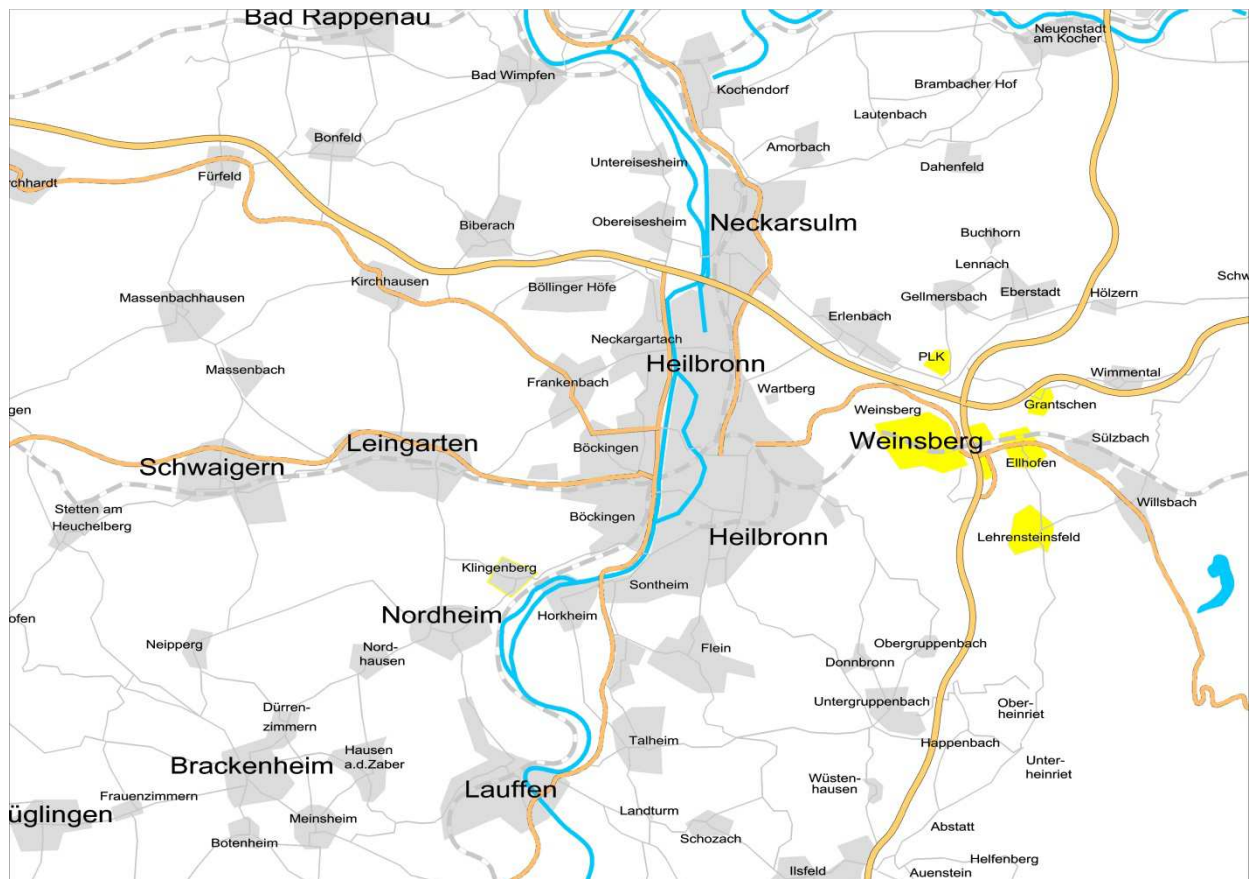 Bad Rappenau
Neuenstadt
am Kocher
Bad Wimpfen
Kochendorf
Brambacher Hof
Lautenbach
Bonfeld
Amorbach
Untereisesheim
Dahenfeld
Fürfeld
rchhardt
Obereisesheim
Neckarsulm
Biberach
Buchhorn
Lennach
Schw
Kirchhausen
Böllinger Höfe
Eberstadt
Hölzern
Massenbachhausen
Gellmersbach
Erlenbach
Neckargartach
PLK
Heilbronn
Massenbach
Wimmental
Frankenbach
Wartberg
Grantschen
gen
Weinsberg
Weinsberg
Sülzbach
Leingarten
Böckingen
Schwaigern
Ellhofen
Willsbach
Stetten am
Heuchelberg
Böckingen
Heilbronn
Lehrensteinsfeld
Klingenberg
Sontheim
Nordheim
Horkheim
ofen
Neipperg
Nord-
hausen
Flein
Obergruppenbach
Donnbronn
Untergruppenbach
Ober-
heinriet
Dürren-
zimmern
Talheim
Happenbach
Hausen
a.d.Zaber
Brackenheim
Unter-
heinriet
Lauffen
Wüsten-
hausen
Frauenzimmern
üglingen
Meinsheim
Landturm
Abstatt
Botenheim
Schozach
Helfenberg
Ilsfeld
Auenstein